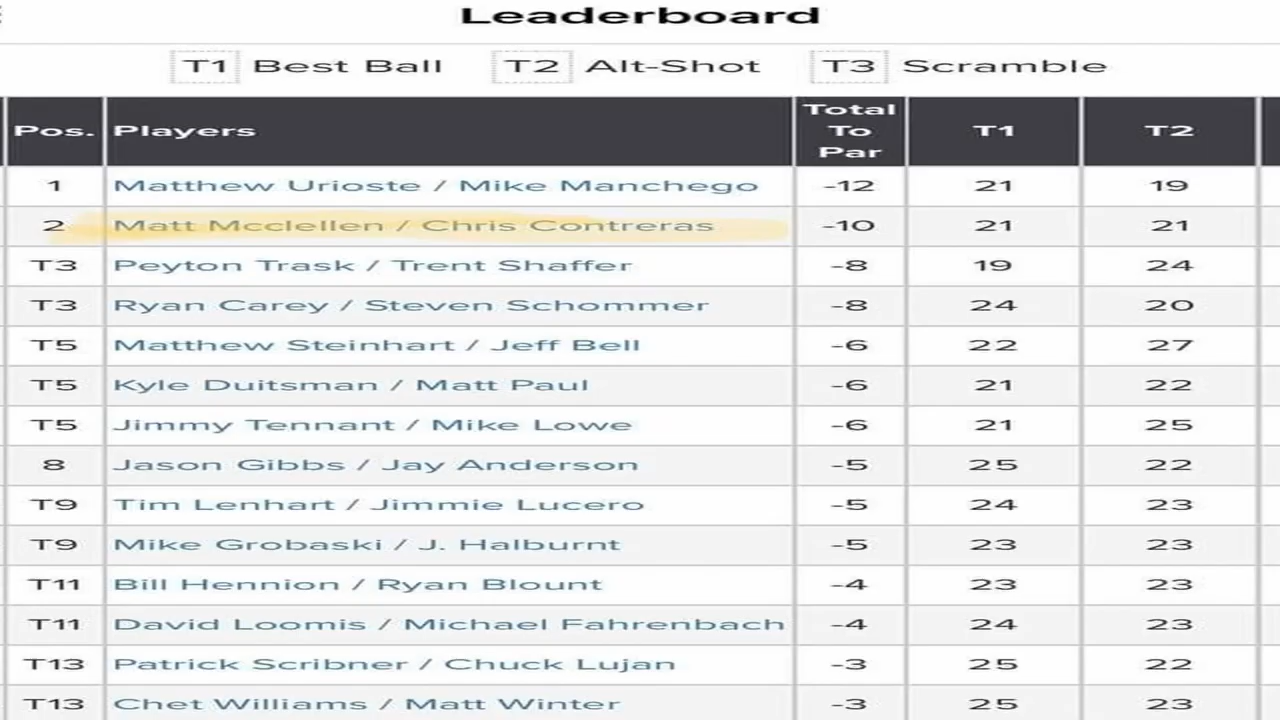 Leaderboard
T1 Best Ball T2 Alt-Shot T3 Scramble
Pos. Players Total To Par T1 T2
1 Matthew Urioste / Mike Manchego -12 21 19
2 Matt Mcclellen / Chris Contreras -10 21 21
T3 Peyton Trask / Trent Shaffer -8 19 24
T3 Ryan Carey / Steven Schommer -8 24 20
T5 Matthew Steinhart / Jeff Bell -6 22 27
T5 Kyle Duitsman / Matt Paul -6 21 22
T5 Jimmy Tennant / Mike Lowe -6 21 25
8 Jason Gibbs / Jay Anderson -5 25 22
T9 Tim Lenhart / Jimmie Lucero -5 24 23
T9 Mike Grobaski / J. Halburnt -5 23 23
T11 Bill Hennion / Ryan Blount -4 23 23
T11 David Loomis / Michael Fahrenbach -4 24 23
T13 Patrick Scribner / Chuck Lujan -3 25 22
T13 Chet Williams / Matt Winter -3 25 23